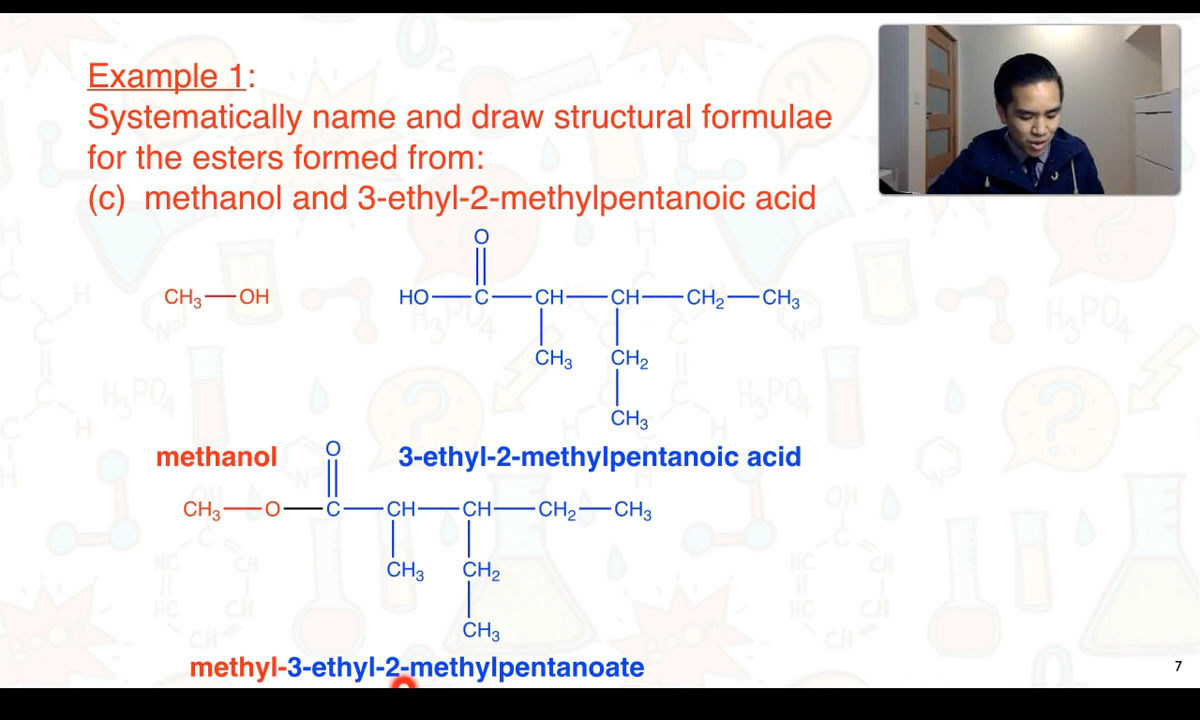 Example 1:
Systematically name and draw structural formulae
for the esters formed from:
(c) methanol and 3-ethyl-2-methylpentanoic acid
O
CH₃—OH
HO—C—CH—CH—CH₂—CH₃
CH₃ CH₂
CH₃
methanol
3-ethyl-2-methylpentanoic acid
O
CH₃—O—C—CH—CH—CH₂—CH₃
CH₃ CH₂
CH₃
methyl-3-ethyl-2-methylpentanoate
7